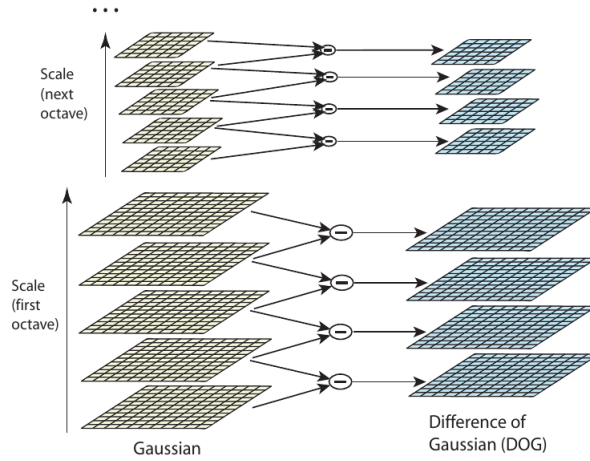 ...
Scale
(next
octave)
Scale
(first
octave)
Gaussian
Difference of
Gaussian (DOG)